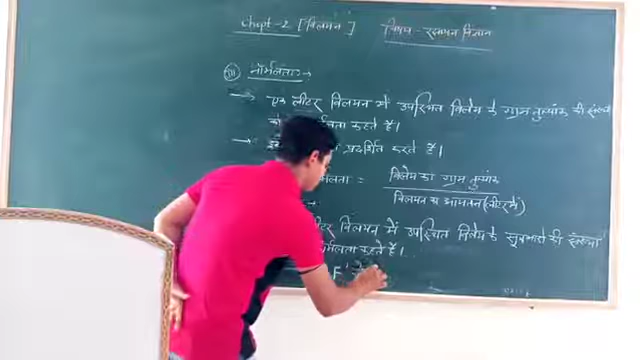 Chapt-2 [विलयन] विषय - रसायन विज्ञान
(III) नॉर्मलता :→
→ एक लीटर विलयन में उपस्थित विलेय के ग्राम तुल्यांक की संख्या
को नॉर्मलता कहते हैं।
→ प्रदर्शित करते हैं।
र्मलता = विलेय का ग्राम तुल्यांक
विलयन का आयतन (लीटर में)
लीटर विलयन में उपस्थित विलेय के सूत्रभारों की संख्या
र्मलता कहते हैं।
F